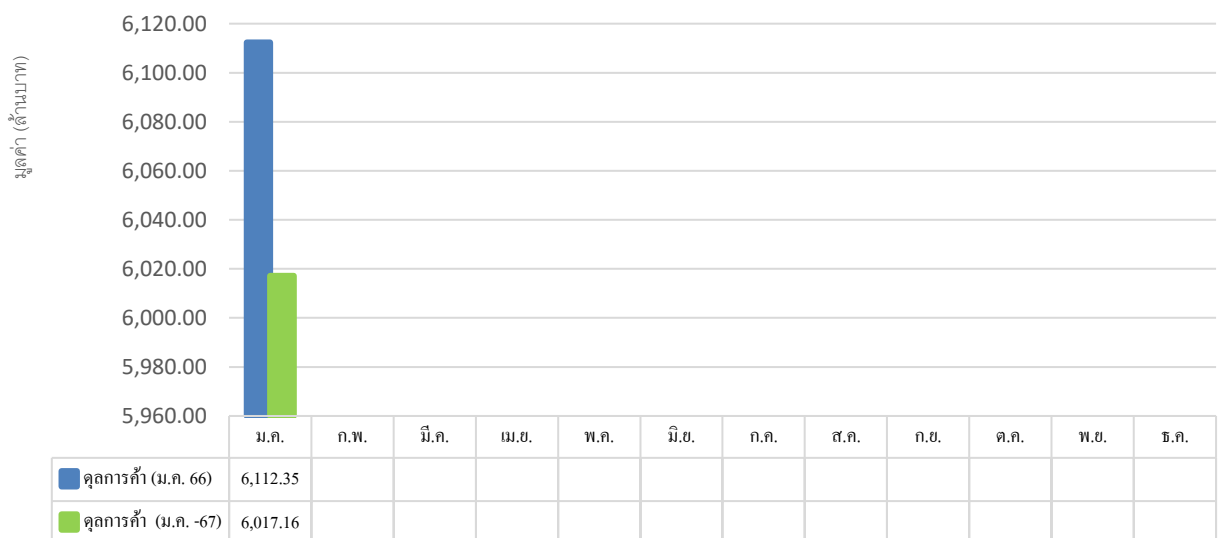 มูลค่า (ล้านบาท)
6,120.00
6,100.00
6,080.00
6,060.00
6,040.00
6,020.00
6,000.00
5,980.00
5,960.00
ม.ค. ก.พ. มี.ค. เม.ย. พ.ค. มิ.ย. ก.ค. ส.ค. ก.ย. ต.ค. พ.ย. ธ.ค.
ดุลการค้า (ม.ค. 66) 6,112.35
ดุลการค้า (ม.ค. -67) 6,017.16